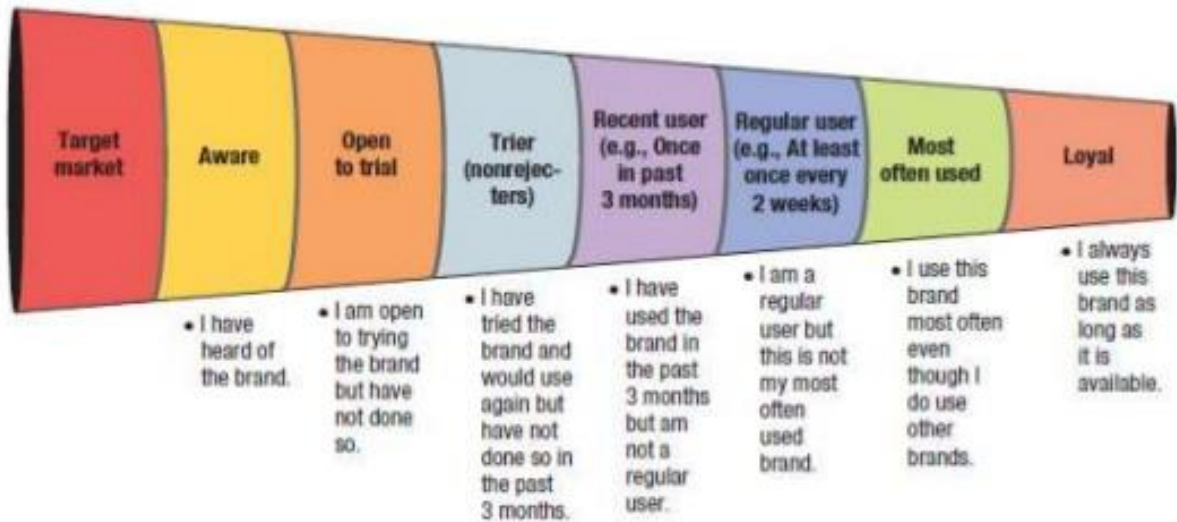 Target
market
Aware
Open
to trial
Trier
(nonrejec-
ters)
Recent user
(e.g., Once
in past
3 months)
Regular user
(e.g., At least
once every
2 weeks)
Most
often used
Loyal
• I have
heard of
the brand.
• I am open
to trying
the brand
but have
not done
so.
• I have
tried the
brand and
would use
again but
have not
done so in
the past
3 months.
• I have
used the
brand in
the past
3 months
but am
not a
regular
user.
• I am a
regular
user but
this is not
my most
often
used
brand.
• I use this
brand
most often
even
though I
do use
other
brands.
• I always
use this
brand as
long as
it is
available.